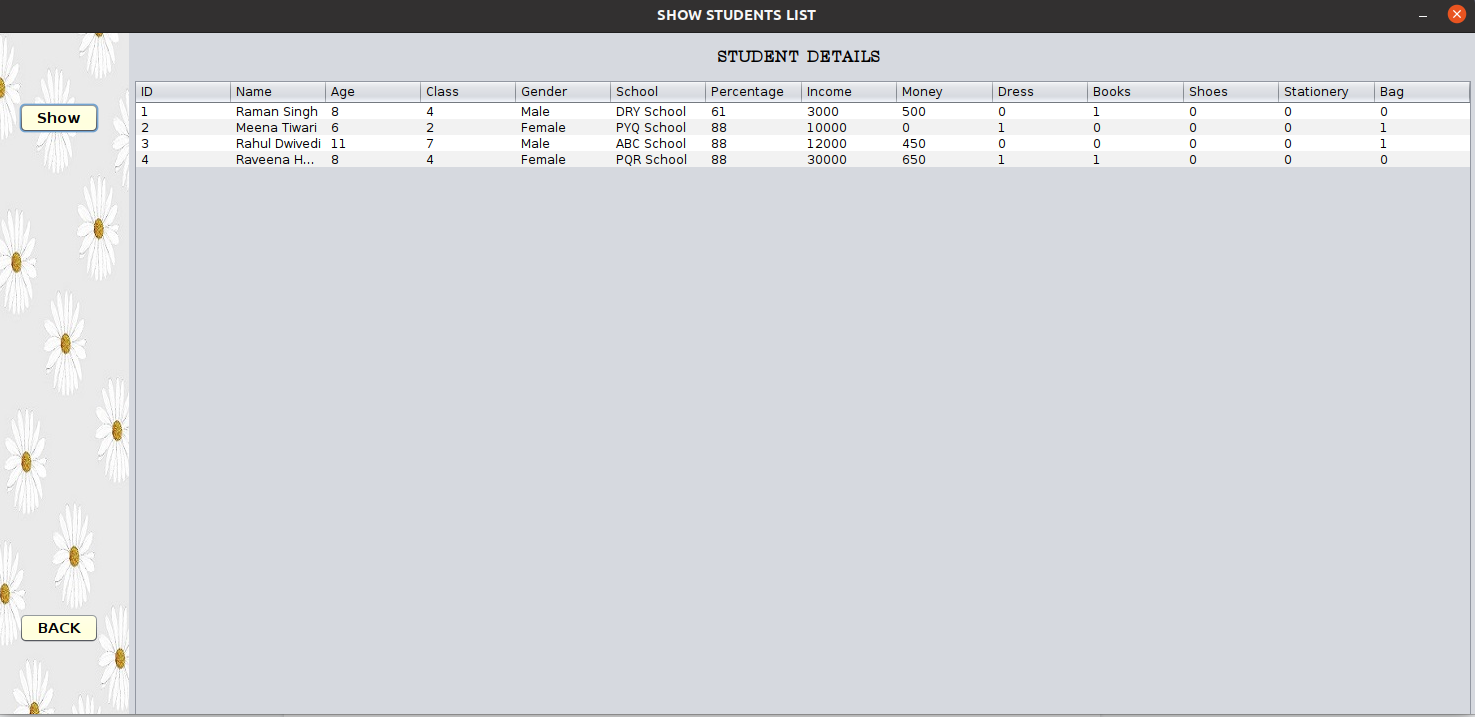 SHOW STUDENTS LIST
STUDENT DETAILS
ID Name Age Class Gender School Percentage Income Money Dress Books Shoes Stationery Bag
Show
1 Raman Singh 8 4 Male DRY School 61 3000 500 0 1 0 0 0
2 Meena Tiwari 6 2 Female PYQ School 88 10000 0 1 0 0 0 1
3 Rahul Dwivedi 11 7 Male ABC School 88 12000 450 0 0 0 0 1
4 Raveena H... 8 4 Female PQR School 88 30000 650 1 1 0 0 0
BACK